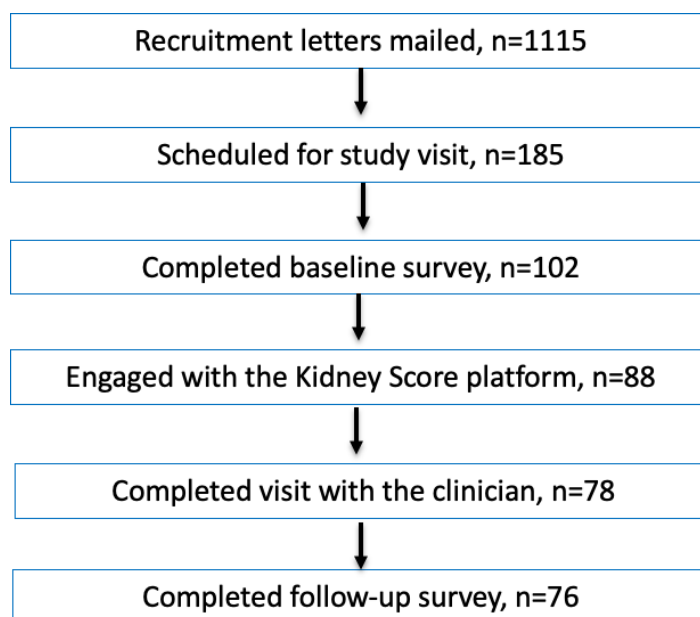 Recruitment letters mailed, n=1115
Scheduled for study visit, n=185
Completed baseline survey, n=102
Engaged with the Kidney Score platform, n=88
Completed visit with the clinician, n=78
Completed follow-up survey, n=76